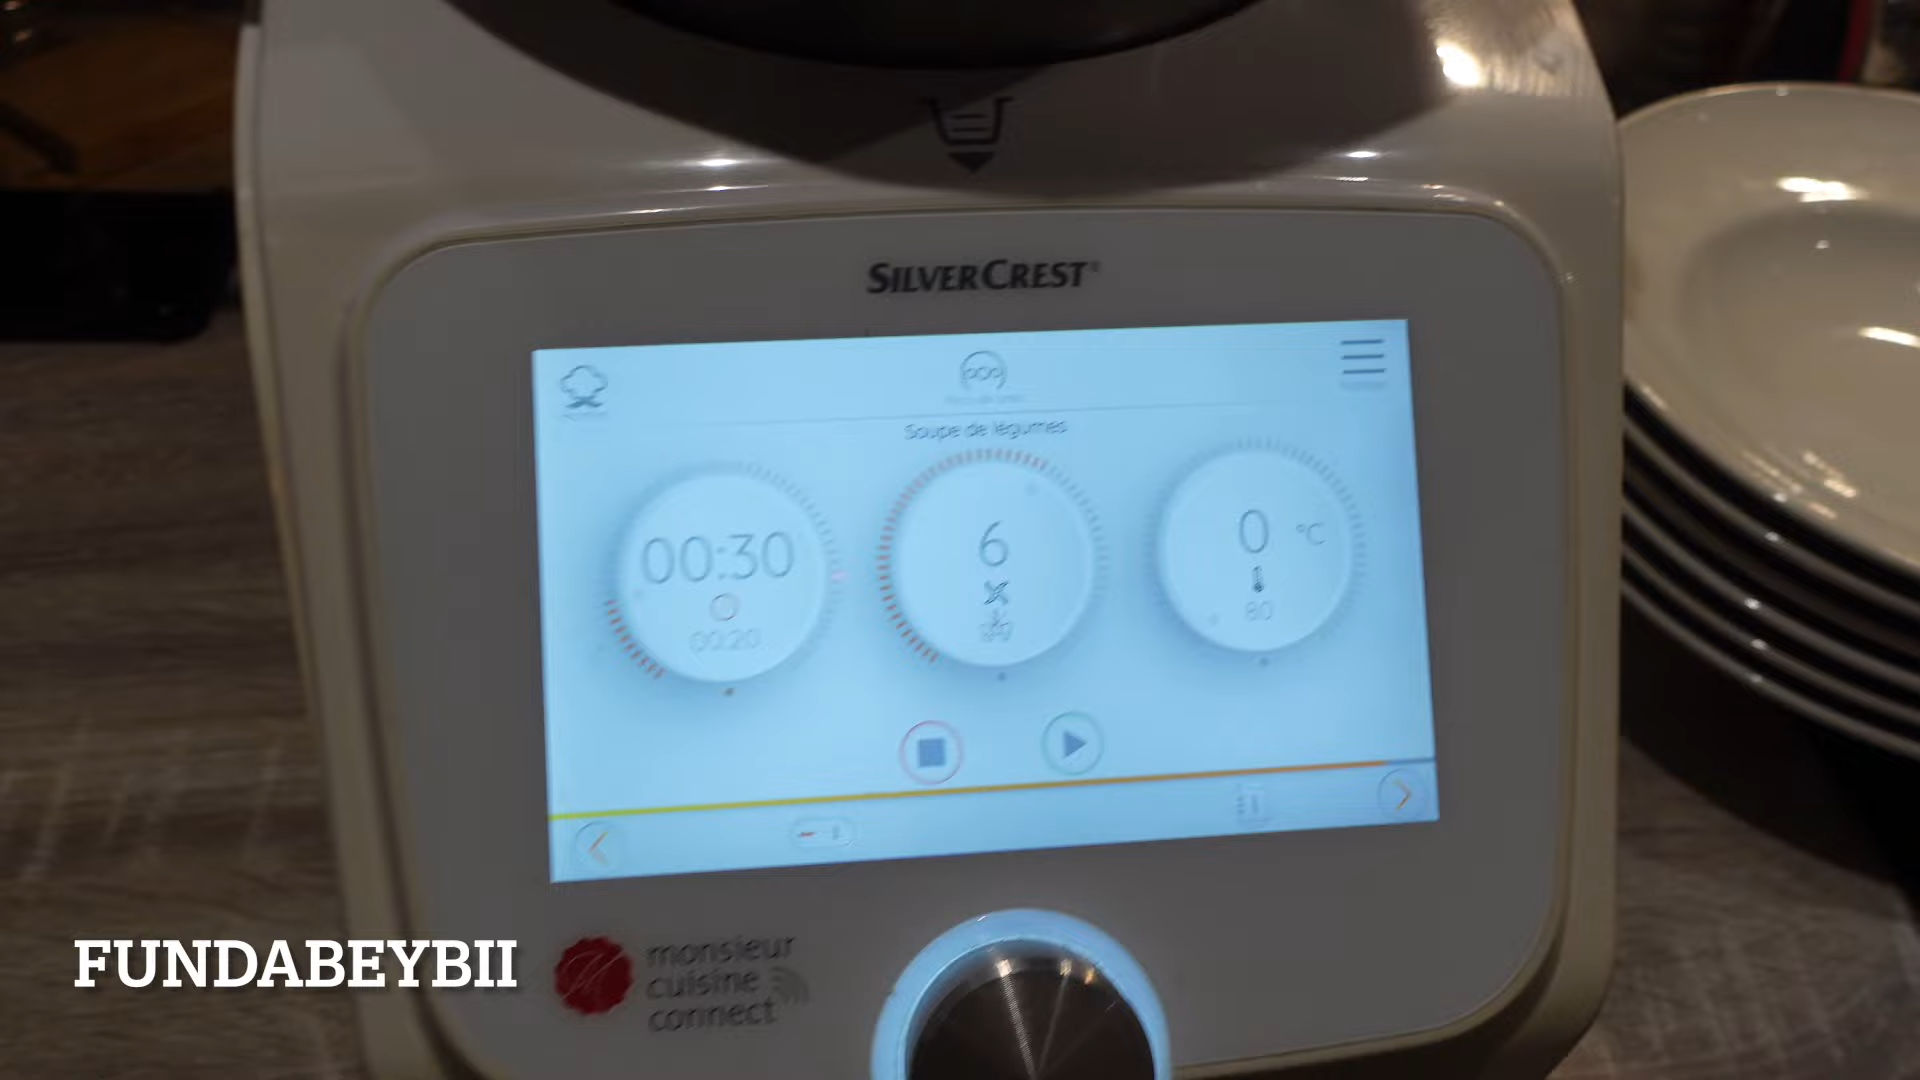 SILVERCREST®
Soupe de légumes
00:30
00:20
6
0 °C
80
FUNDABEYBII
monsieur
cuisine
connect